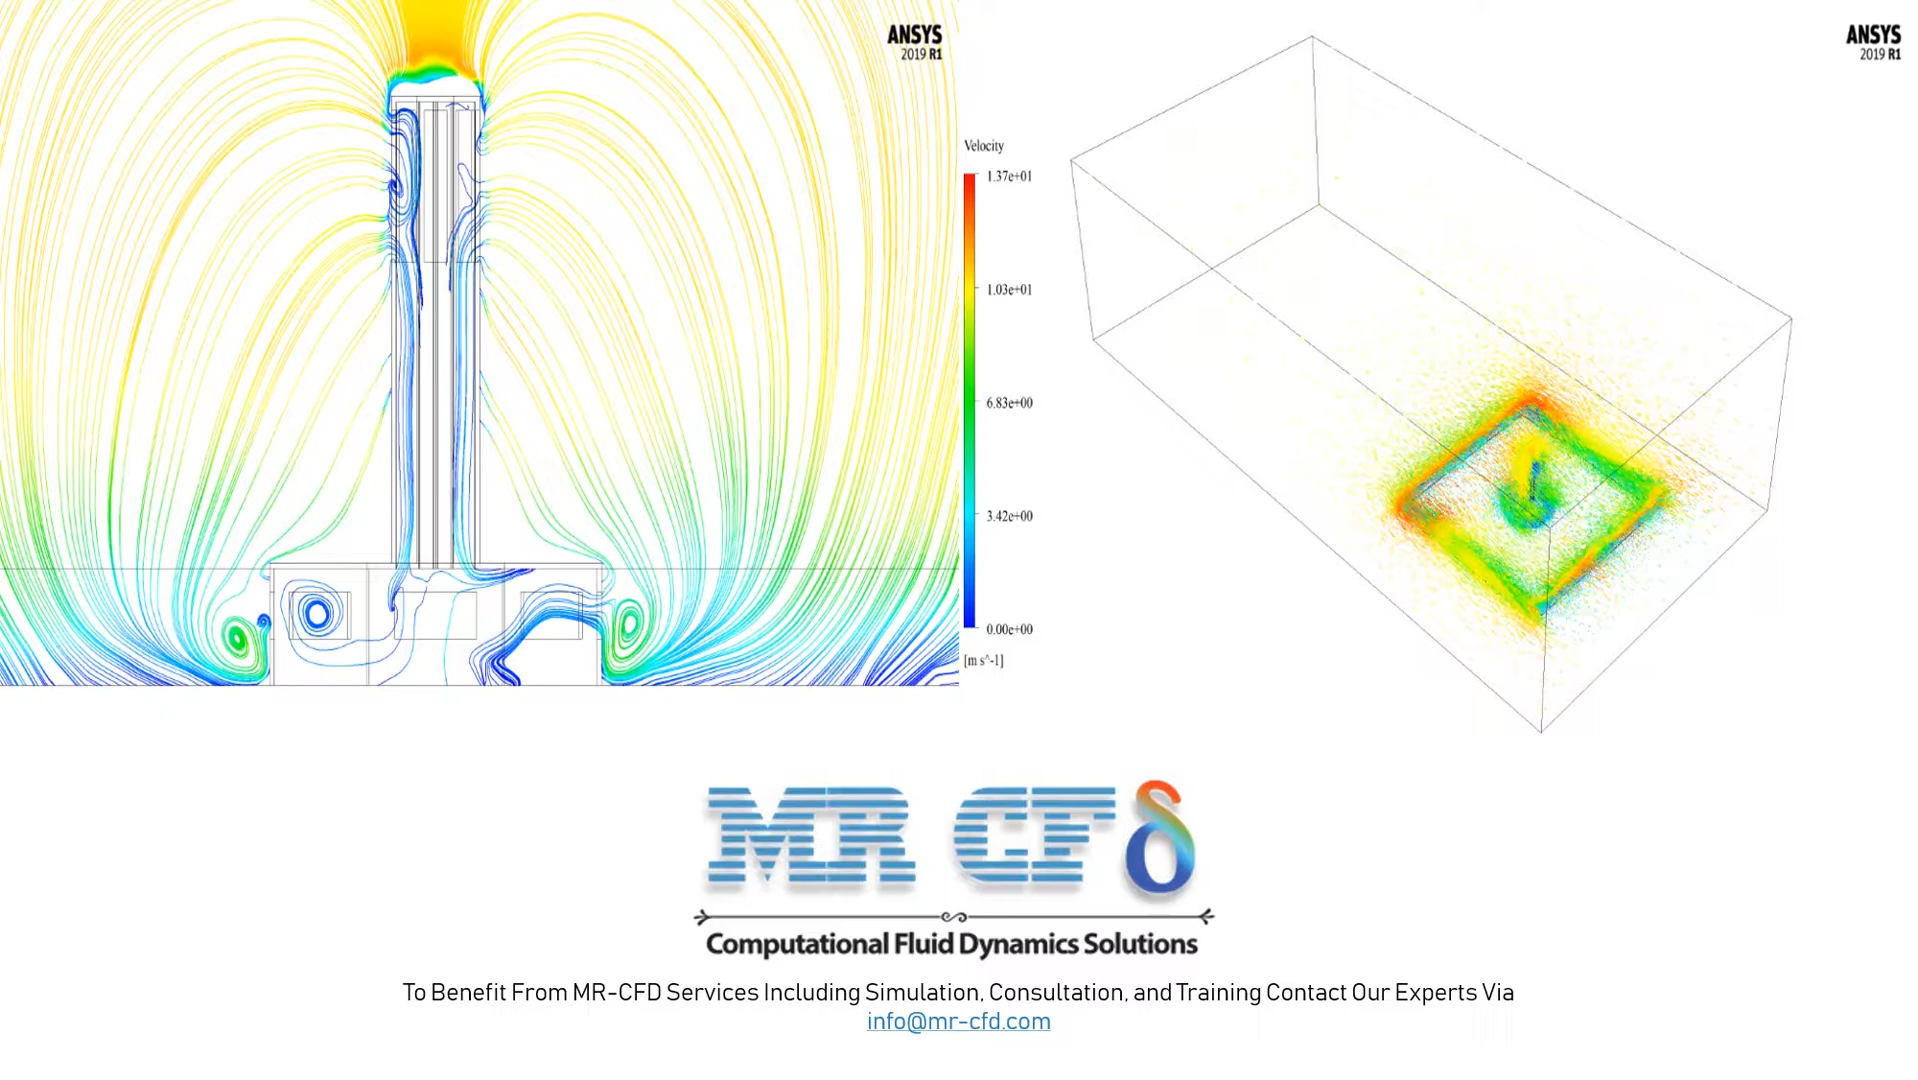 ANSYS
2019 R1
ANSYS
2019 R1
Velocity
1.37e+01
1.03e+01
6.83e+00
3.42e+00
0.00e+00
[m s^-1]
MR CFδ
Computational Fluid Dynamics Solutions
To Benefit From MR-CFD Services Including Simulation, Consultation, and Training Contact Our Experts Via
info@mr-cfd.com